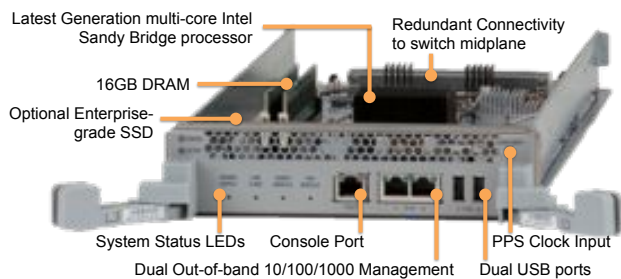 Latest Generation multi-core Intel
Sandy Bridge processor
Redundant Connectivity
to switch midplane
16GB DRAM
Optional Enterprise-
grade SSD
System Status LEDs
Console Port
PPS Clock Input
Dual Out-of-band 10/100/1000 Management
Dual USB ports